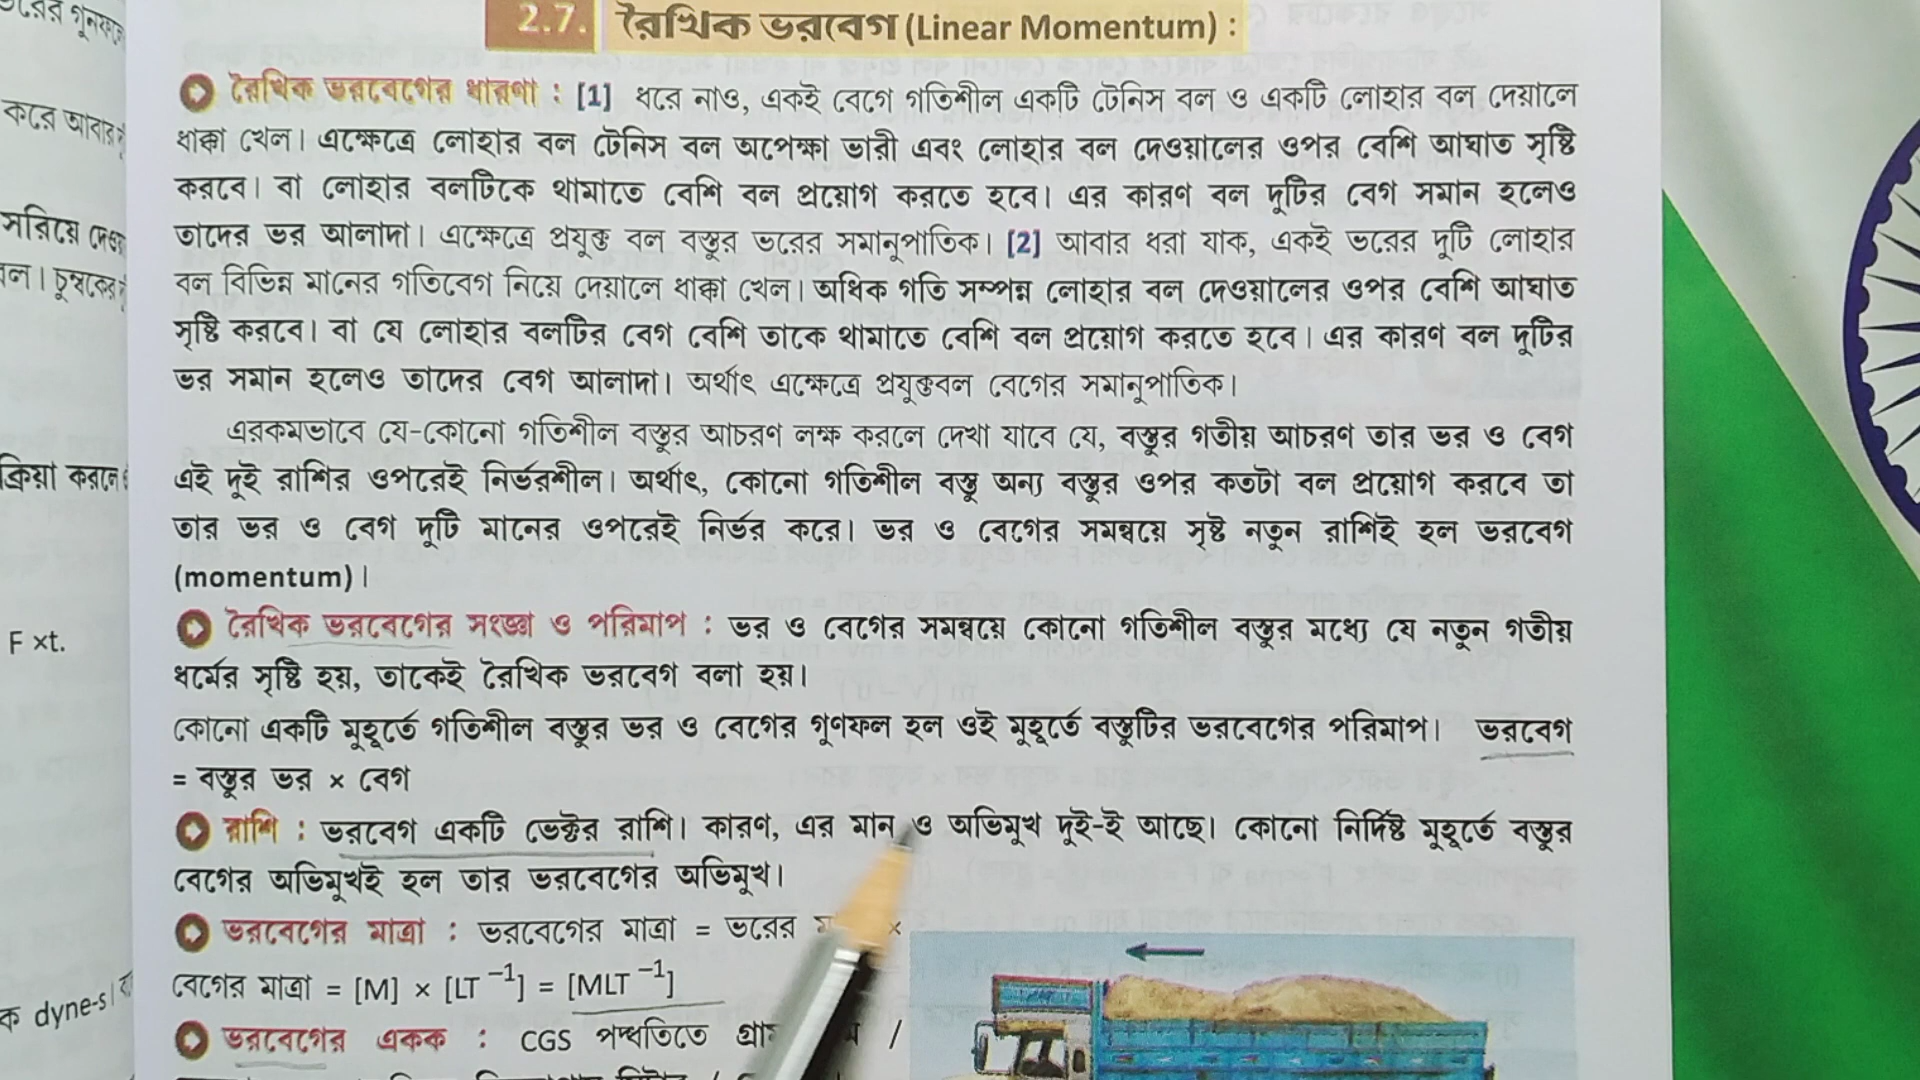 2.7. রৈখিক ভরবেগ (Linear Momentum) :
রৈখিক ভরবেগের ধারণা : [1] ধরে নাও, একই বেগে গতিশীল একটি টেনিস বল ও একটি লোহার বল দেয়ালে
ধাক্কা খেল। এক্ষেত্রে লোহার বল টেনিস বল অপেক্ষা ভারী এবং লোহার বল দেওয়ালের ওপর বেশি আঘাত সৃষ্টি
করবে। বা লোহার বলটিকে থামাতে বেশি বল প্রয়োগ করতে হবে। এর কারণ বল দুটির বেগ সমান হলেও
তাদের ভর আলাদা। এক্ষেত্রে প্রযুক্ত বল বস্তুর ভরের সমানুপাতিক। [2] আবার ধরা যাক, একই ভরের দুটি লোহার
বল বিভিন্ন মানের গতিবেগ নিয়ে দেয়ালে ধাক্কা খেল। অধিক গতি সম্পন্ন লোহার বল দেওয়ালের ওপর বেশি আঘাত
সৃষ্টি করবে। বা যে লোহার বলটির বেগ বেশি তাকে থামাতে বেশি বল প্রয়োগ করতে হবে। এর কারণ বল দুটির
ভর সমান হলেও তাদের বেগ আলাদা। অর্থাৎ এক্ষেত্রে প্রযুক্তবল বেগের সমানুপাতিক।
এরকমভাবে যে-কোনো গতিশীল বস্তুর আচরণ লক্ষ করলে দেখা যাবে যে, বস্তুর গতীয় আচরণ তার ভর ও বেগ
এই দুই রাশির ওপরেই নির্ভরশীল। অর্থাৎ, কোনো গতিশীল বস্তু অন্য বস্তুর ওপর কতটা বল প্রয়োগ করবে তা
তার ভর ও বেগ দুটি মানের ওপরেই নির্ভর করে। ভর ও বেগের সমন্বয়ে সৃষ্ট নতুন রাশিই হল ভরবেগ
(momentum)।
রৈখিক ভরবেগের সংজ্ঞা ও পরিমাপ : ভর ও বেগের সমন্বয়ে কোনো গতিশীল বস্তুর মধ্যে যে নতুন গতীয়
ধর্মের সৃষ্টি হয়, তাকেই রৈখিক ভরবেগ বলা হয়।
কোনো একটি মুহূর্তে গতিশীল বস্তুর ভর ও বেগের গুণফল হল ওই মুহূর্তে বস্তুটির ভরবেগের পরিমাপ। ভরবেগ
= বস্তুর ভর × বেগ
রাশি : ভরবেগ একটি ভেক্টর রাশি। কারণ, এর মান ও অভিমুখ দুই-ই আছে। কোনো নির্দিষ্ট মুহূর্তে বস্তুর
বেগের অভিমুখই হল তার ভরবেগের অভিমুখ।
ভরবেগের মাত্রা : ভরবেগের মাত্রা = ভরের ×
বেগের মাত্রা = [M] × [LT⁻¹] = [MLT⁻¹]
ভরবেগের একক : CGS পদ্ধতিতে /
করে আবার
সরিয়ে
চুম্বকের
ক্রিয়া করলে
F ×t.
ক dyne-s।